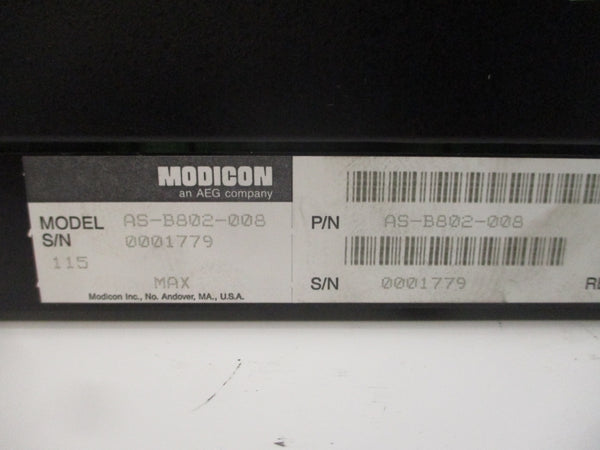 MODICON
an AEG company
MODEL AS-B802-008
S/N 0001779
115
MAX
Modicon Inc., No. Andover, MA., U.S.A.
P/N AS-B802-008
S/N 0001779